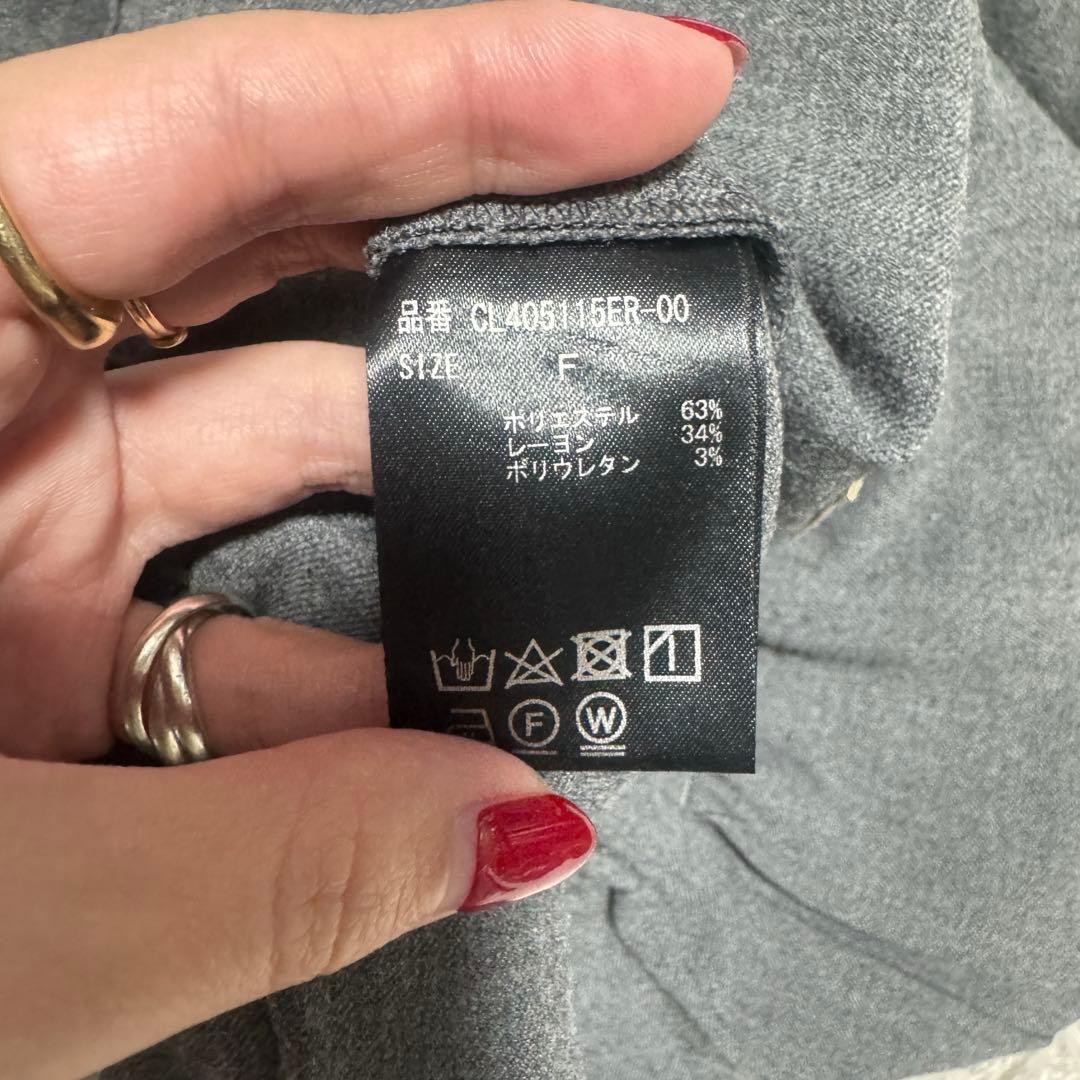 品番 CL405115ER-00
SIZE F
ポリエステル 63%
レーヨン 34%
ポリウレタン 3%
F W